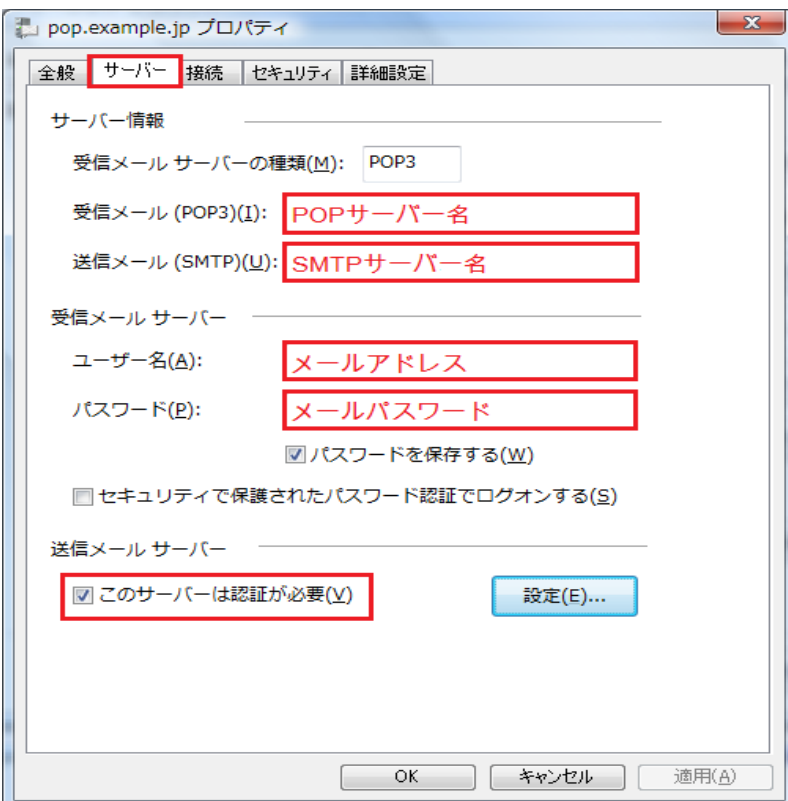 pop.example.jp プロパティ
全般 サーバー 接続 セキュリティ 詳細設定
サーバー情報
受信メール サーバーの種類(M): POP3
受信メール (POP3)(I): POPサーバー名
送信メール (SMTP)(U): SMTPサーバー名
受信メール サーバー
ユーザー名(A): メールアドレス
パスワード(P): メールパスワード
パスワードを保存する(W)
セキュリティで保護されたパスワード認証でログオンする(S)
送信メール サーバー
このサーバーは認証が必要(V) 設定(E)...
OK キャンセル 適用(A)